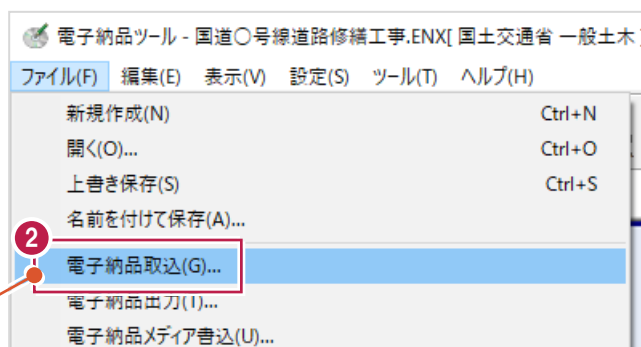 電子納品ツール - 国道〇号線道路修繕工事.ENX[ 国土交通省 一般土木 ]
ファイル(F) 編集(E) 表示(V) 設定(S) ツール(T) ヘルプ(H)
新規作成(N) Ctrl+N
開く(O)... Ctrl+O
上書き保存(S) Ctrl+S
名前を付けて保存(A)...
2
電子納品取込(G)...
電子納品出力(T)...
電子納品メディア書込(U)...